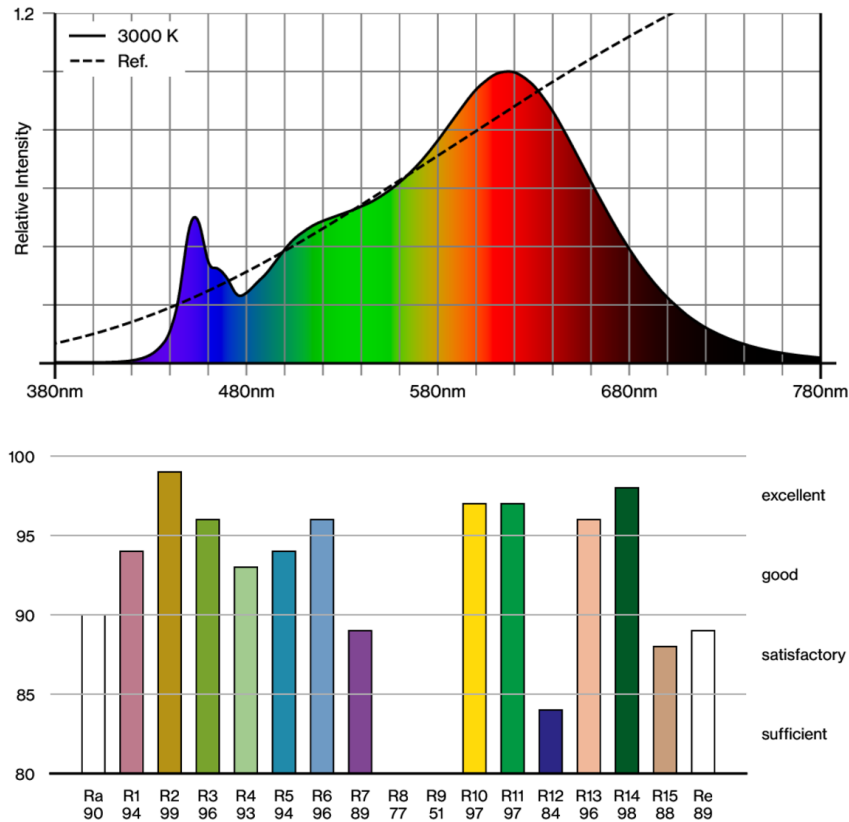 1.2
3000 K
Ref.
Relative Intensity
380nm 480nm 580nm 680nm 780nm
100
excellent
95
good
90
satisfactory
85
sufficient
80
Ra R1 R2 R3 R4 R5 R6 R7 R8 R9 R10 R11 R12 R13 R14 R15 Re
90 94 99 96 93 94 96 89 77 51 97 97 84 96 98 88 89